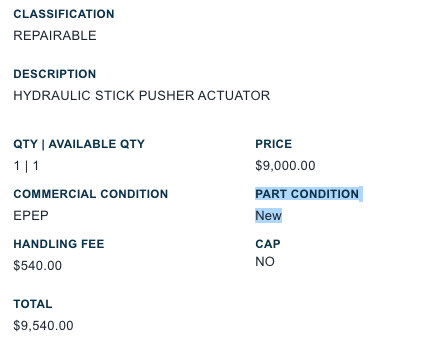 CLASSIFICATION
REPAIRABLE
DESCRIPTION
HYDRAULIC STICK PUSHER ACTUATOR
QTY | AVAILABLE QTY
1 | 1
PRICE
$9,000.00
COMMERCIAL CONDITION
EPEP
PART CONDITION
New
HANDLING FEE
$540.00
CAP
NO
TOTAL
$9,540.00